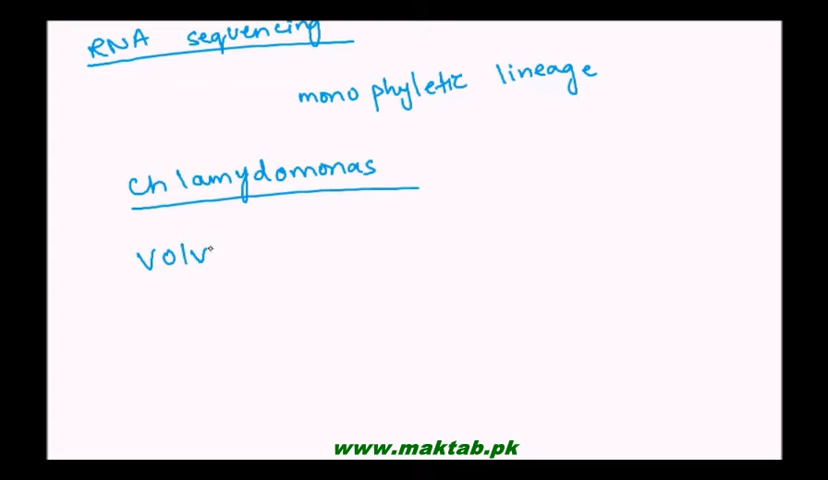 RNA sequencing
mono phyletic lineage
chlamydomonas
volv
www.maktab.pk